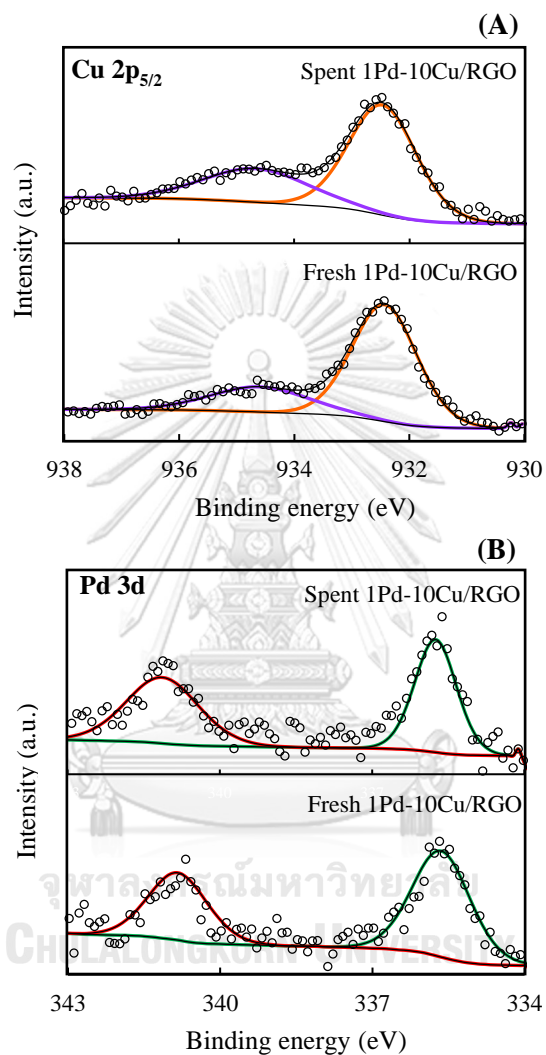 (A)
Cu 2p5/2
Spent 1Pd-10Cu/RGO
Fresh 1Pd-10Cu/RGO
Intensity (a.u.)
938 936 934 932 930
Binding energy (eV)
(B)
Pd 3d
Spent 1Pd-10Cu/RGO
340 337
Fresh 1Pd-10Cu/RGO
Intensity (a.u.)
จุฬาลงกรณ์มหาวิทยาลัย
CHULALONGKORN UNIVERSITY
343 340 337 334
Binding energy (eV)